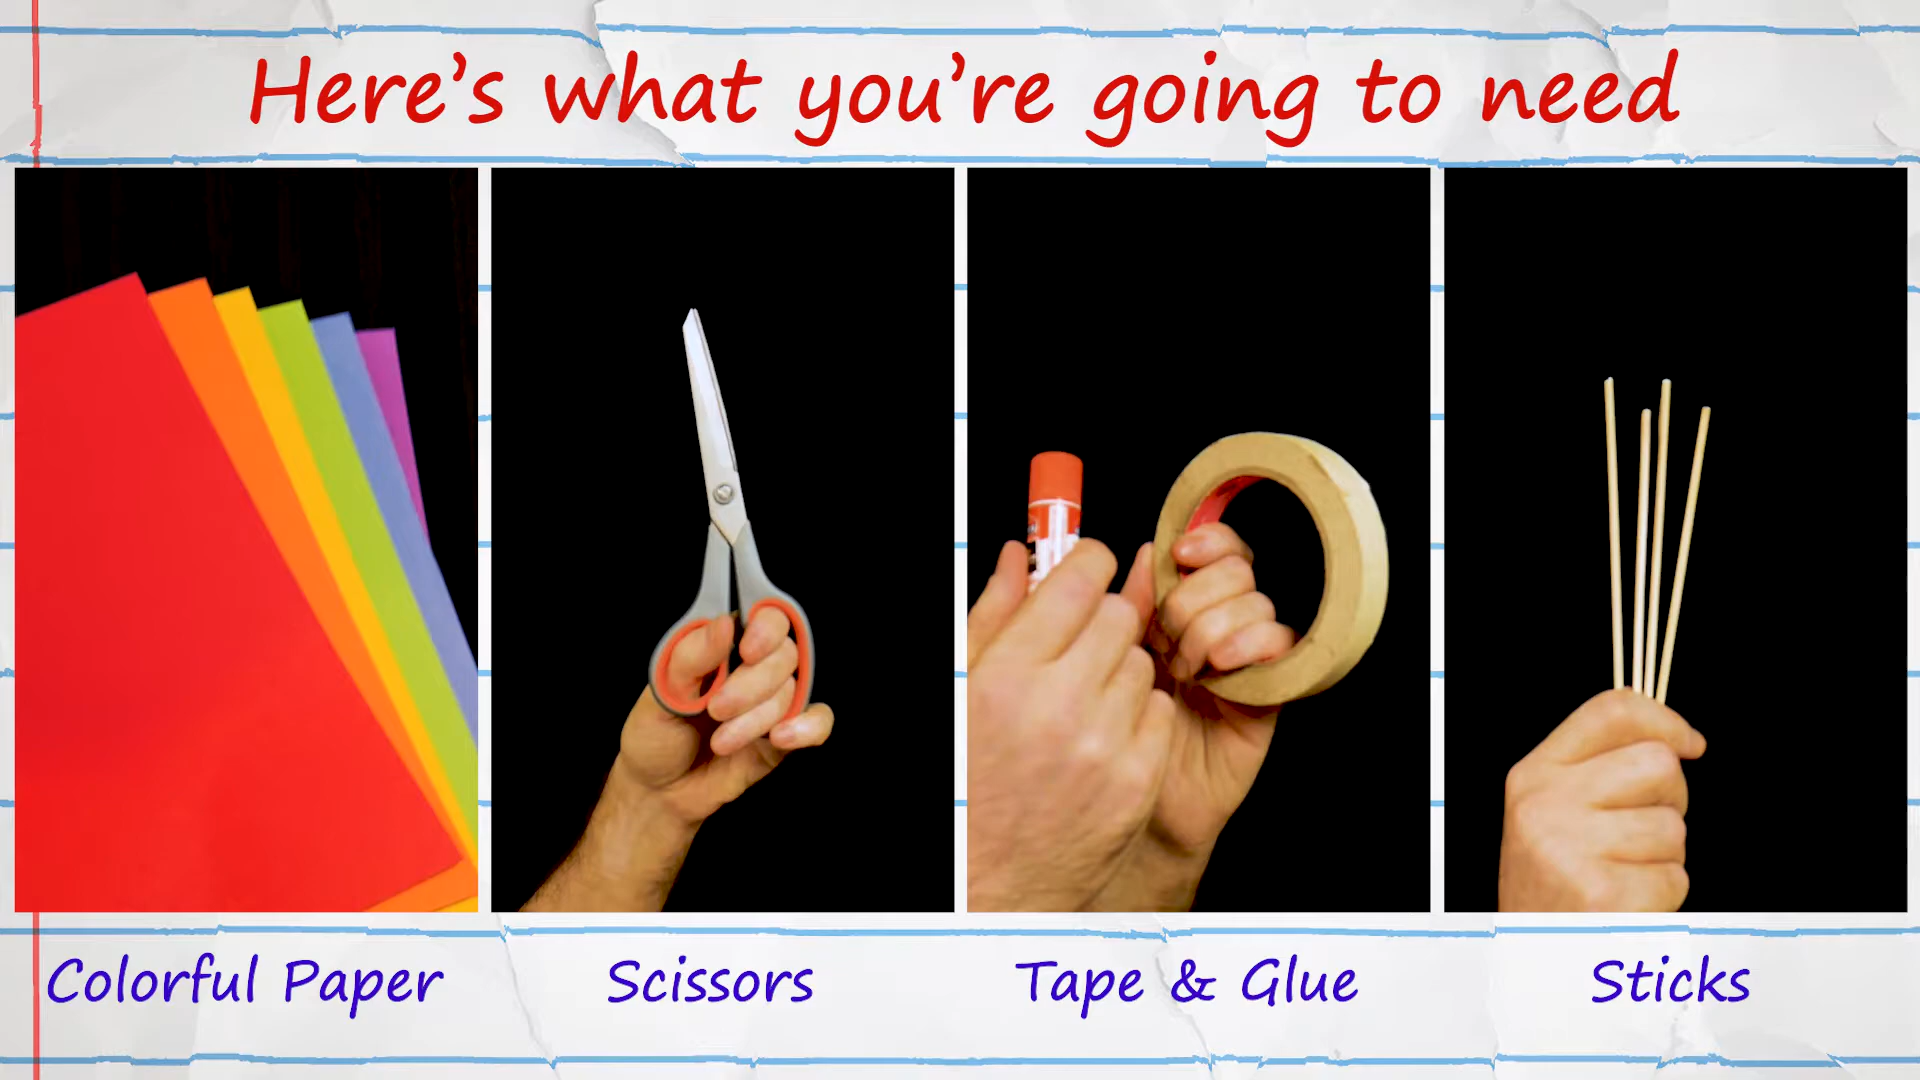 Here’s what you’re going to need
Colorful Paper
Scissors
Tape & Glue
Sticks